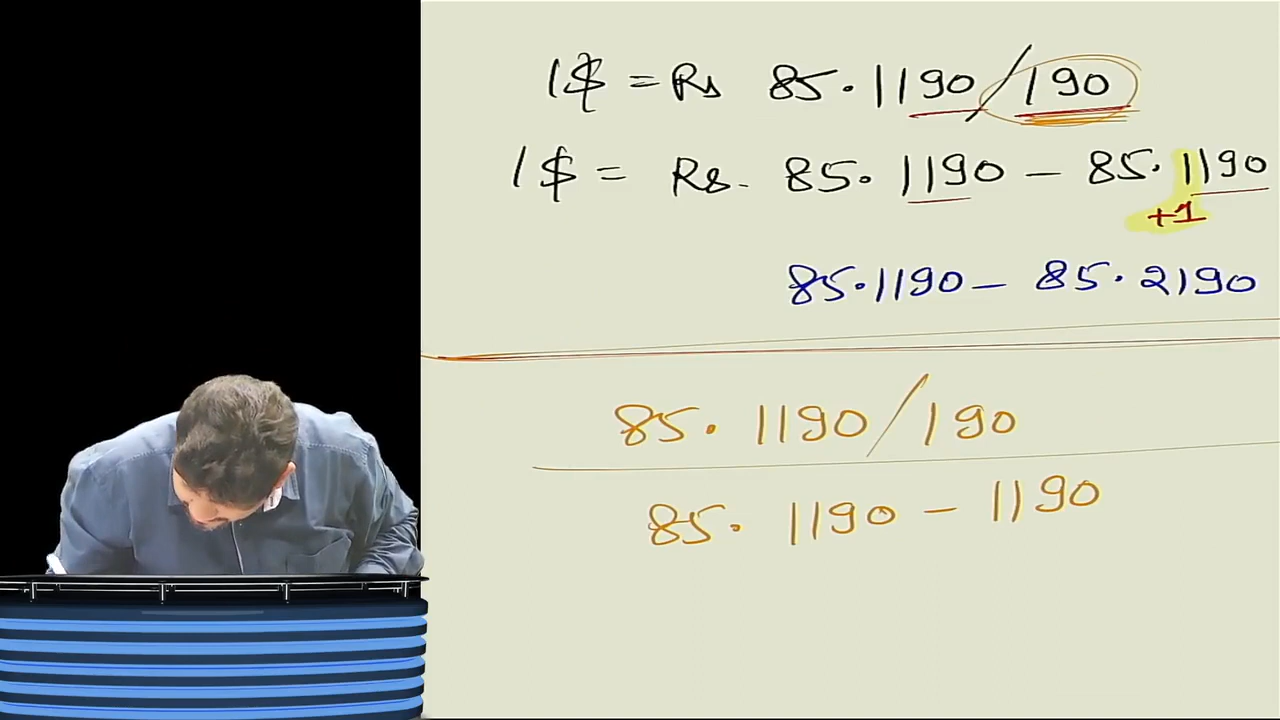 1$ = Rs 85.1190/190
1$ = Rs. 85.1190 - 85.1190
+1
85.1190 - 85.2190
85.1190/190
85.1190 - 1190